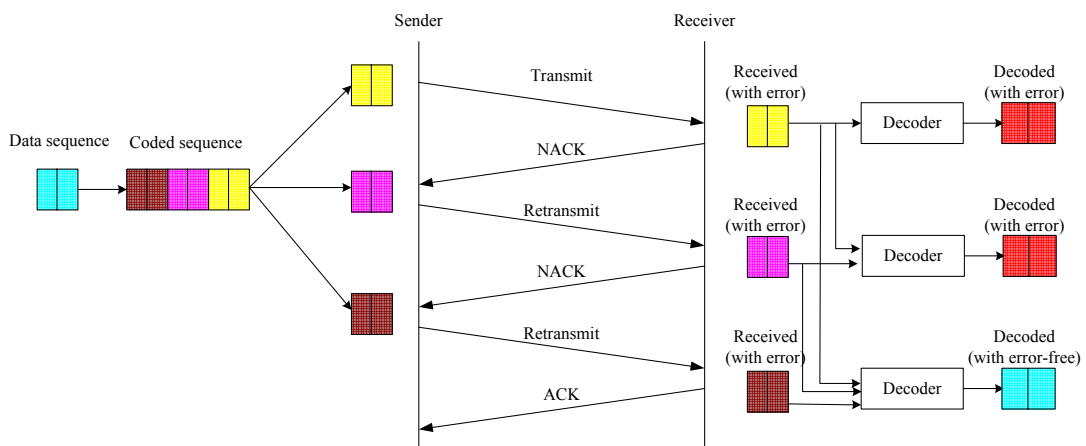 Sender
Receiver
Transmit
Received
(with error)
Decoded
(with error)
Decoder
Data sequence
Coded sequence
NACK
Retransmit
Received
(with error)
Decoded
(with error)
Decoder
NACK
Retransmit
Received
(with error)
Decoded
(with error-free)
Decoder
ACK